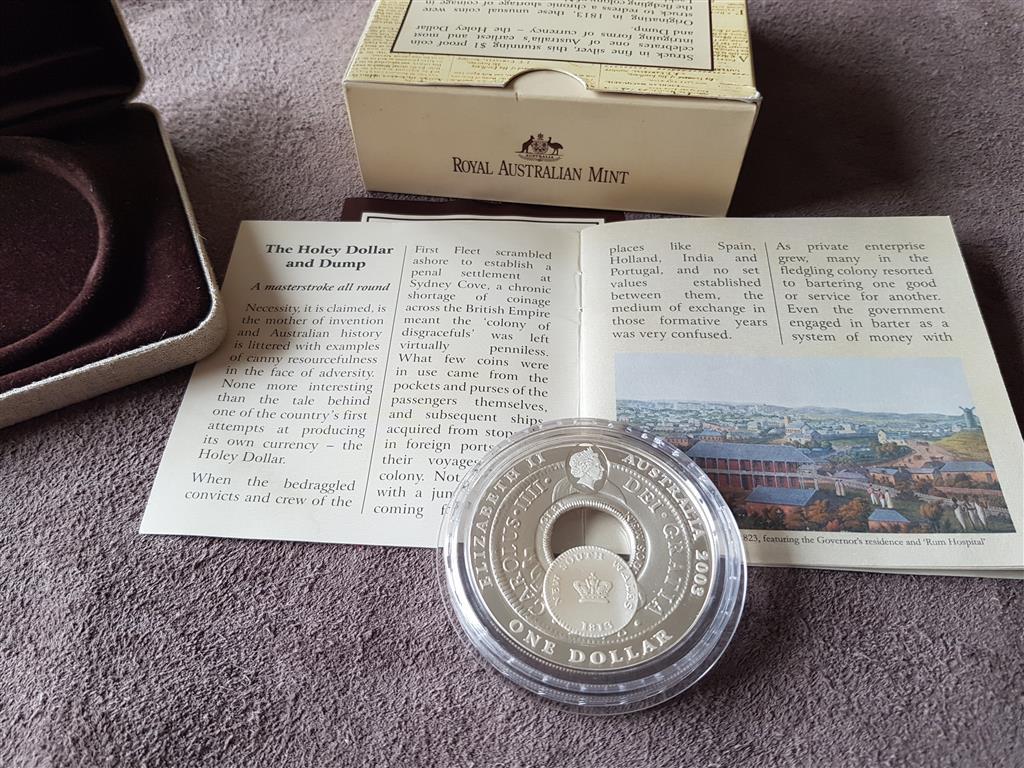 Struck in fine silver, this stunning $1 proof coin
celebrates one of Australia's earliest and most
intriguing forms of currency – the Holey Dollar
and Dump
Originating in 1813, these unusual coins were
struck to redress a chronic shortage of coinage in
ROYAL AUSTRALIAN MINT
The Holey Dollar
and Dump
A masterstroke all round
Necessity, it is claimed, is
the mother of invention
and Australian history
is littered with examples
of canny resourcefulness
in the face of adversity.
None more interesting
than the tale behind
one of the country's first
attempts at producing
its own currency – the
Holey Dollar.
When the bedraggled
convicts and crew of the
First Fleet scrambled
ashore to establish a
penal settlement at
Sydney Cove, a chronic
shortage of coinage
across the British Empire
meant the 'colony of
disgracefuls' was left
virtually penniless.
What few coins were
in use came from the
pockets and purses of the
passengers themselves,
and subsequent ships
acquired from
in foreign ports
their voyages
colony. Not
with a
coming
places like Spain,
Holland, India and
Portugal, and no set
values established
between them, the
medium of exchange in
those formative years
was very confused.
As private enterprise
grew, many in the
fledgling colony resorted
to bartering one good
or service for another.
Even the government
engaged in barter as a
system of money with
823, featuring the Governor's residence and 'Rum Hospital'
ELIZABETH II AUSTRALIA 2003
CAROLUS IIII DEI GRATIA
NEW SOUTH WALES
1813
ONE DOLLAR